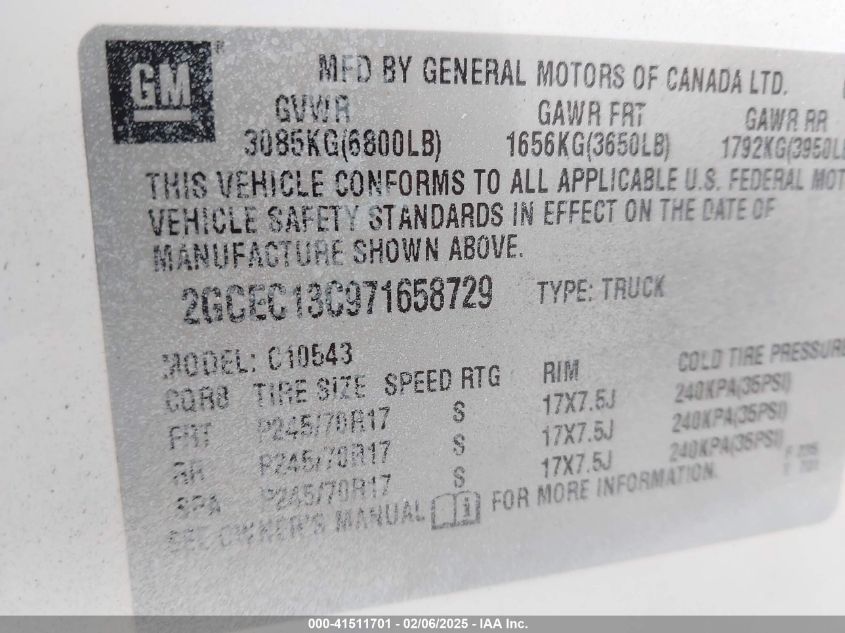 GM ®
MFD BY GENERAL MOTORS OF CANADA LTD.
GVWR GAWR FRT GAWR RR
3085KG(6800LB) 1656KG(3650LB) 1792KG(3950LB
THIS VEHICLE CONFORMS TO ALL APPLICABLE U.S. FEDERAL MOT
VEHICLE SAFETY STANDARDS IN EFFECT ON THE DATE OF
MANUFACTURE SHOWN ABOVE.
2GCEC13C971658729 TYPE: TRUCK
MODEL: C10543
TIRE SIZE SPEED RTG RIM COLD TIRE PRESSURE
FRT P245/70R17 S 17X7.5J 240KPA(35PSI)
RR P245/70R17 S 17X7.5J 240KPA(35PSI)
SPA P245/70R17 S 17X7.5J 240KPA(35PSI)
SEE OWNER'S MANUAL FOR MORE INFORMATION.
000-41511701 - 02/06/2025 - IAA Inc.